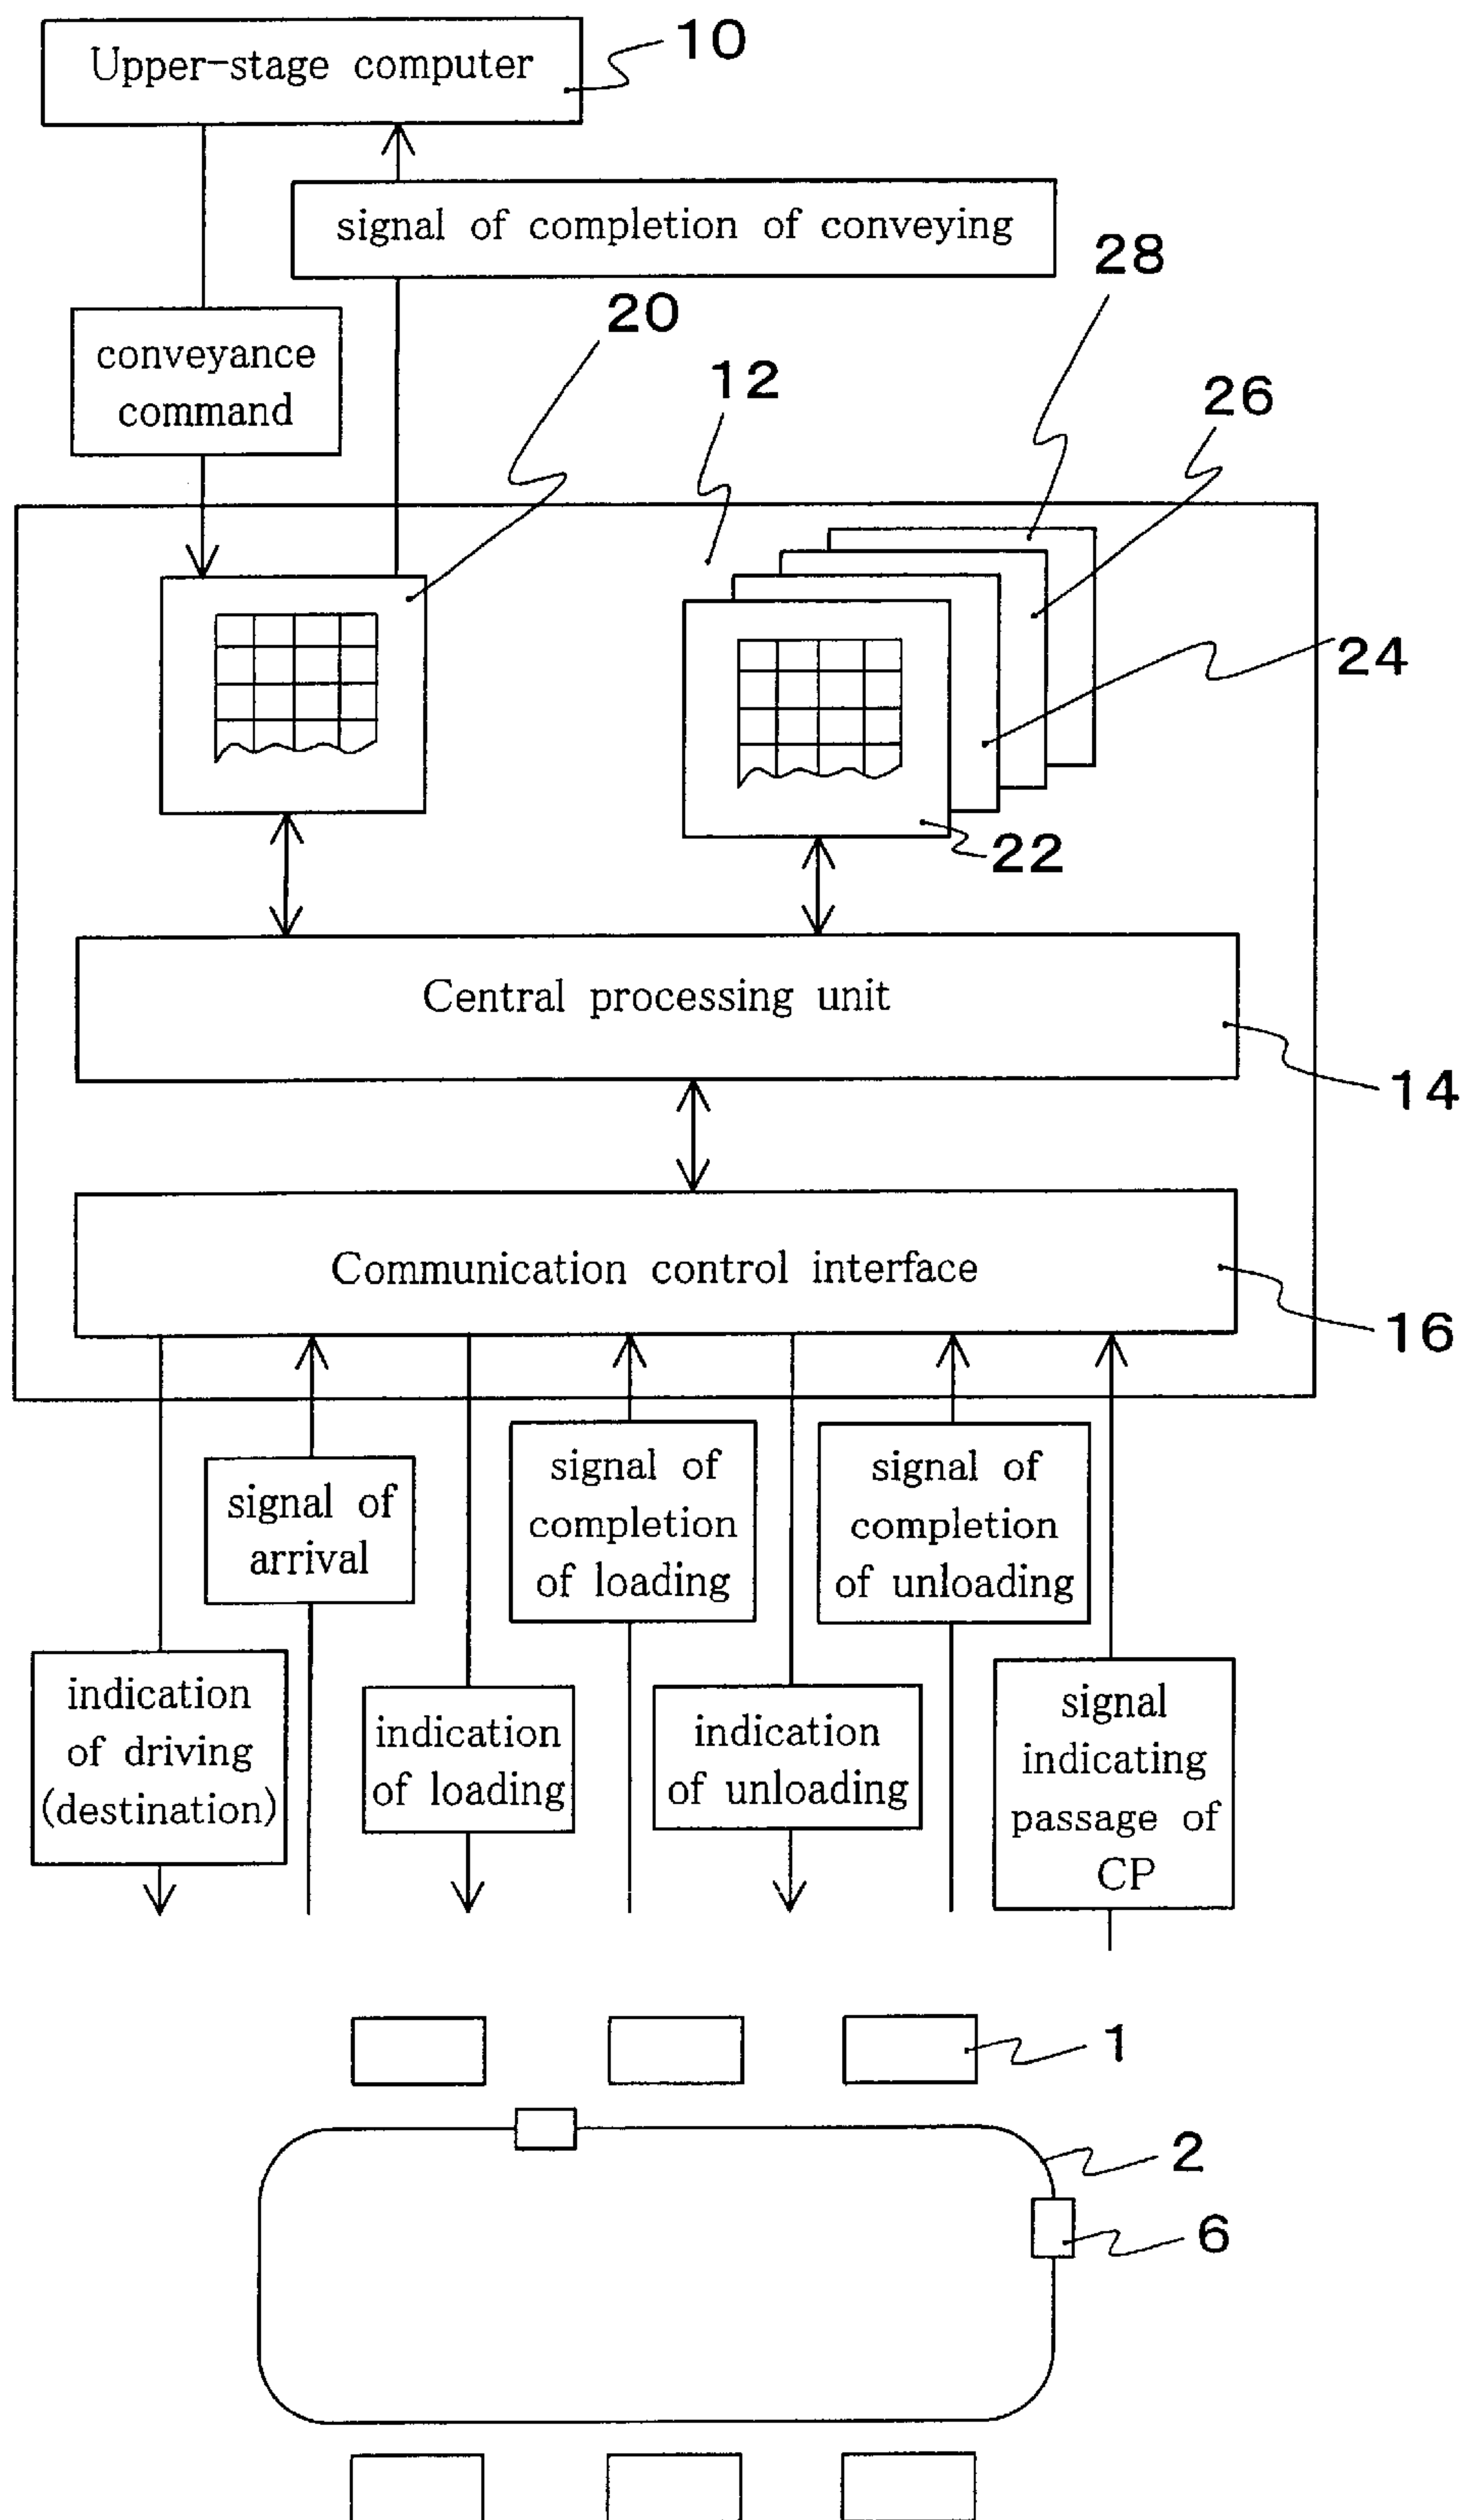 Upper-stage computer
10
signal of completion of conveying
28
20
conveyance
command
12
26
24
22
Central processing unit
14
Communication control interface
16
signal of
arrival
signal of
completion
of loading
signal of
completion
of unloading
indication
of driving
(destination)
indication
of loading
indication
of unloading
signal
indicating
passage of
CP
1
2
6